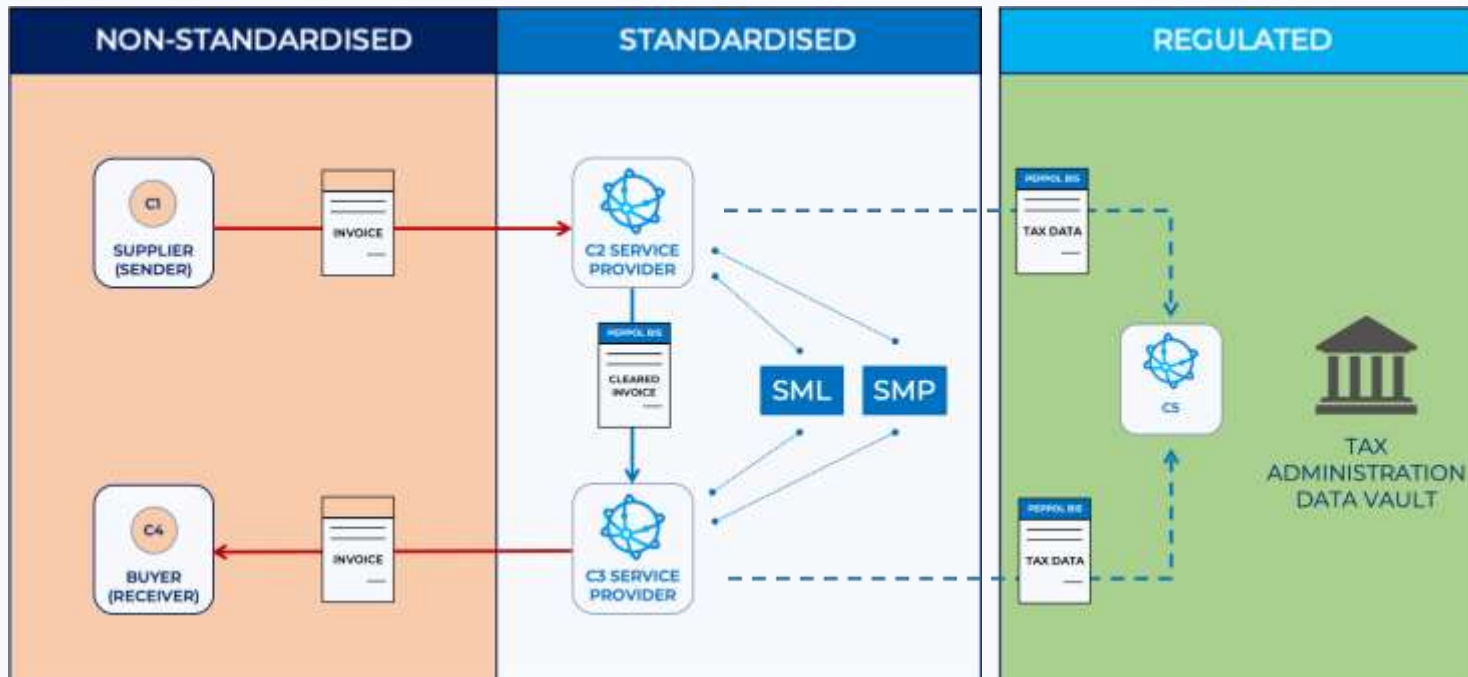 NON-STANDARDISED
STANDARDISED
REGULATED
C1
SUPPLIER
(SENDER)
INVOICE
C2 SERVICE
PROVIDER
PEPPOL BIS
TAX DATA
PEPPOL BIS
CLEARED
INVOICE
SML
SMP
C5
TAX
ADMINISTRATION
DATA VAULT
C4
BUYER
(RECEIVER)
INVOICE
C3 SERVICE
PROVIDER
PEPPOL BIS
TAX DATA